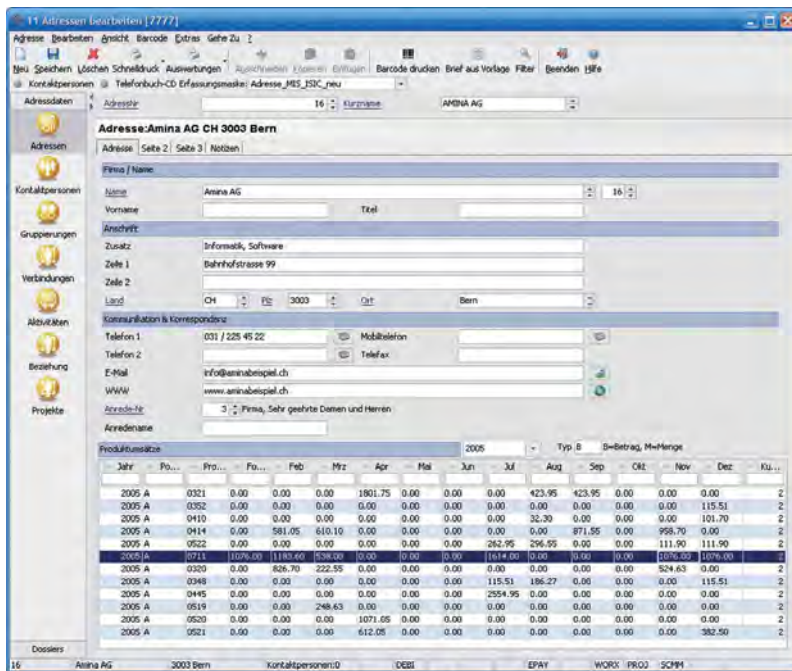 11 Adressen bearbeiten [7777]
Adresse Bearbeiten Ansicht Barcode Extras Gehe Zu ?
Neu Speichern Löschen Schnelldruck Auswertungen Ausschneiden Kopieren Einfügen Barcode drucken Brief aus Vorlage Filter Beenden Hilfe
Kontaktpersonen Telefonbuch-CD Erfassungsmaske: Adresse_MIS_ISIC_neu
Adressdaten
Adressnr 16 Kurzname AMINA AG
Adresse:Amina AG CH 3003 Bern
Adressen
Adresse Seite 2 Seite 3 Notizen
Firma / Name
Kontaktpersonen
Name Amina AG 16
Vorname Titel
Gruppierungen
Anschrift
Zusatz Informatik, Software
Zeile 1 Bahnhofstrasse 99
Verbindungen
Zeile 2
Land CH Plz 3003 Ort Bern
Aktivitäten
Kommunikation & Korrespondenz
Telefon 1 031 / 225 45 22 Mobiltelefon
Telefon 2 Telefax
Beziehung
E-Mail info@aminabeispiel.ch
WWW www.aminabeispiel.ch
Projekte
Anrede-Nr 3 Firma, Sehr geehrte Damen und Herren
Anredename
Produktumsätze 2005 Typ B B=Betrag, M=Menge
Jahr Po... Pro... Fo... Feb Mrz Apr Mai Jun Jul Aug Sep Okt Nov Dez Ku...
2005 A 0321 0.00 0.00 0.00 1801.75 0.00 0.00 0.00 423.95 423.95 0.00 0.00 0.00 2
2005 A 0352 0.00 0.00 0.00 0.00 0.00 0.00 0.00 0.00 0.00 0.00 0.00 115.51 2
2005 A 0410 0.00 0.00 0.00 0.00 0.00 0.00 0.00 32.30 0.00 0.00 0.00 101.70 2
2005 A 0414 0.00 581.05 610.10 0.00 0.00 0.00 0.00 0.00 871.55 0.00 958.70 0.00 2
2005 A 0522 0.00 0.00 0.00 0.00 0.00 0.00 262.95 296.55 0.00 0.00 111.90 111.90 2
2005 A 0711 1076.00 1183.60 538.00 0.00 0.00 0.00 1614.00 0.00 0.00 0.00 1076.00 1076.00 2
2005 A 0320 0.00 826.70 222.55 0.00 0.00 0.00 0.00 0.00 0.00 0.00 524.63 0.00 2
2005 A 0348 0.00 0.00 0.00 0.00 0.00 0.00 115.51 186.27 0.00 0.00 0.00 115.51 2
2005 A 0445 0.00 0.00 0.00 0.00 0.00 0.00 2554.95 0.00 0.00 0.00 0.00 0.00 2
2005 A 0519 0.00 0.00 248.63 0.00 0.00 0.00 0.00 0.00 0.00 0.00 0.00 0.00 2
2005 A 0520 0.00 0.00 0.00 1071.05 0.00 0.00 0.00 0.00 0.00 0.00 0.00 0.00 2
2005 A 0521 0.00 0.00 0.00 612.05 0.00 0.00 0.00 0.00 0.00 0.00 0.00 382.50 2
Dossiers
16 Amina AG 3003 Bern Kontaktpersonen:0 DEBI EPAY WORX PROJ SCMM